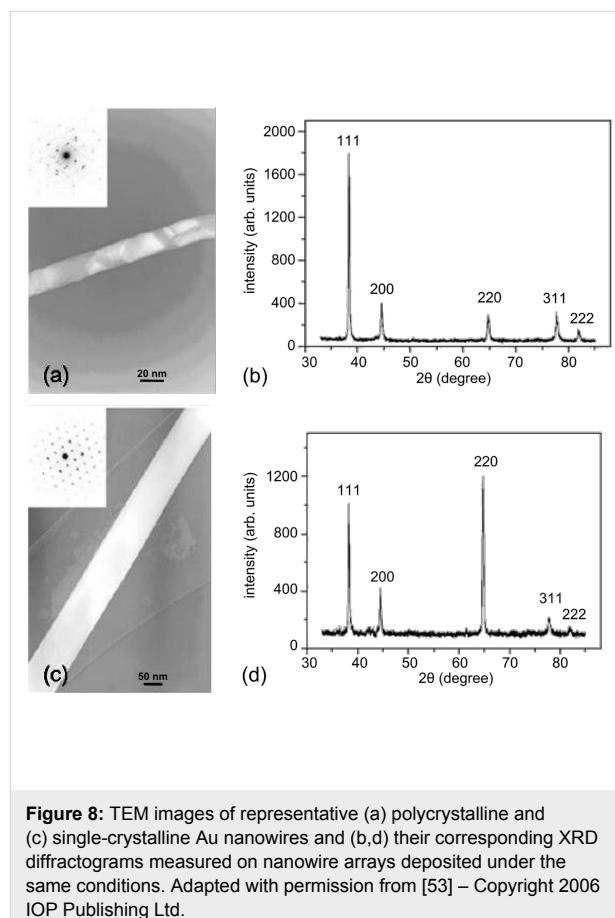 2000
1600
1200
800
400
0
intensity (arb. units)
111
200
220
311
222
30 40 50 60 70 80
2θ (degree)
(a)
20 nm
(b)
1200
800
400
0
intensity (arb. units)
111
200
220
311
222
30 40 50 60 70 80
2θ (degree)
(c)
50 nm
(d)
Figure 8: TEM images of representative (a) polycrystalline and
(c) single-crystalline Au nanowires and (b,d) their corresponding XRD
diffractograms measured on nanowire arrays deposited under the
same conditions. Adapted with permission from [53] – Copyright 2006
IOP Publishing Ltd.